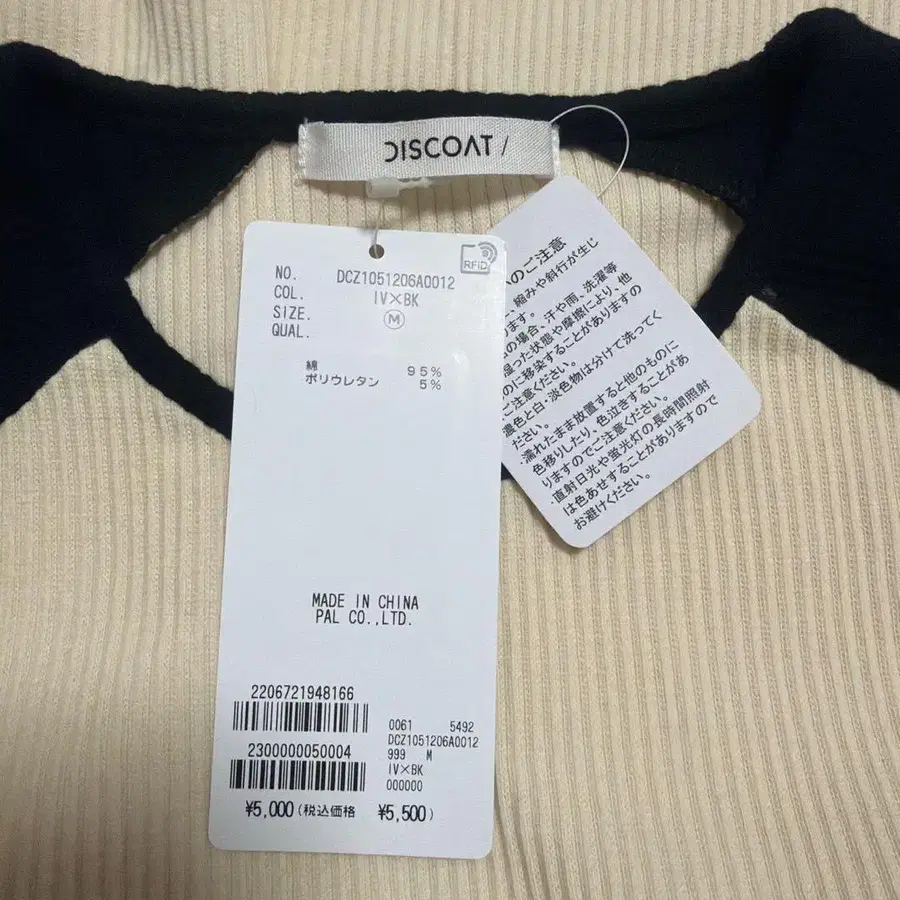 DISCOAT /
RFID
NO. DCZ1051206A0012
COL. IV×BK
SIZE. M
QUAL.
綿 95%
ポリウレタン 5%
MADE IN CHINA
PAL CO.,LTD.
2206721948166
2300000050004
0061 5492
DCZ1051206A0012
999 M
IV×BK
000000
¥5,000(税込価格 ¥5,500)
のご注意
縮みや斜行が生じ
ります。
の場合、汗や雨、洗濯等
湿った状態や摩擦により、他
のに移染することがありますの
ご注意ください。
濃色と白・淡色物は分けて洗ってく
ださい。
・濡れたまま放置すると他のものに
色移りしたり、色泣きすることがあ
りますのでご注意ください。
・直射日光や蛍光灯の長時間照射
は色あせすることがありますので
お避けください。